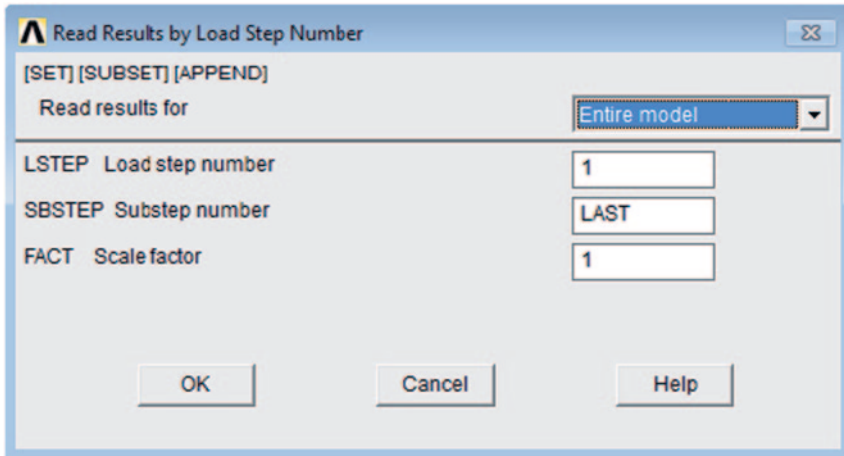 Read Results by Load Step Number
[SET] [SUBSET] [APPEND]
Read results for Entire model
LSTEP Load step number 1
SBSTEP Substep number LAST
FACT Scale factor 1
OK Cancel Help